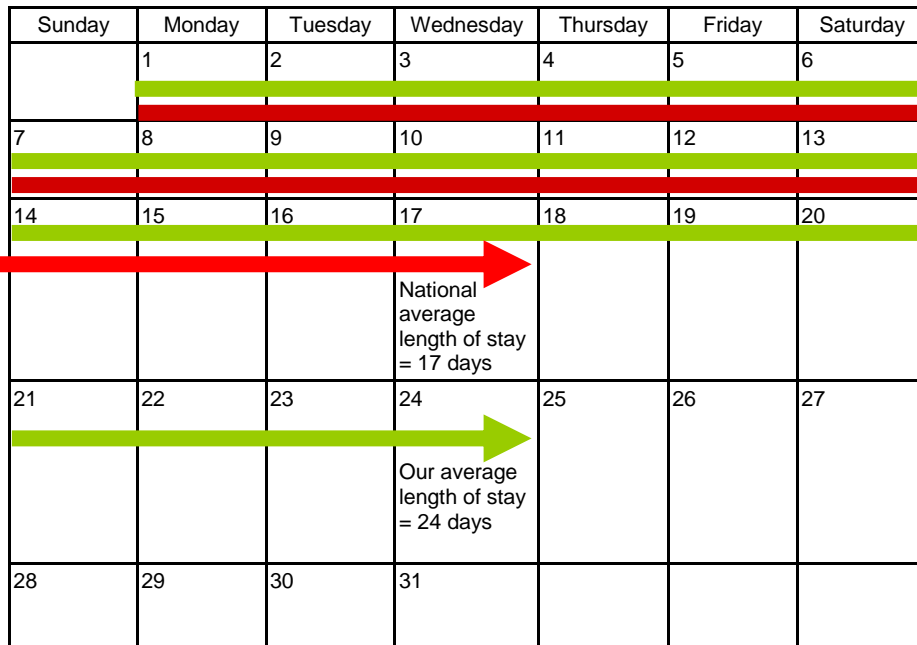 Sunday Monday Tuesday Wednesday Thursday Friday Saturday
1 2 3 4 5 6
7 8 9 10 11 12 13
14 15 16 17 18 19 20
National
average
length of stay
= 17 days
21 22 23 24 25 26 27
Our average
length of stay
= 24 days
28 29 30 31